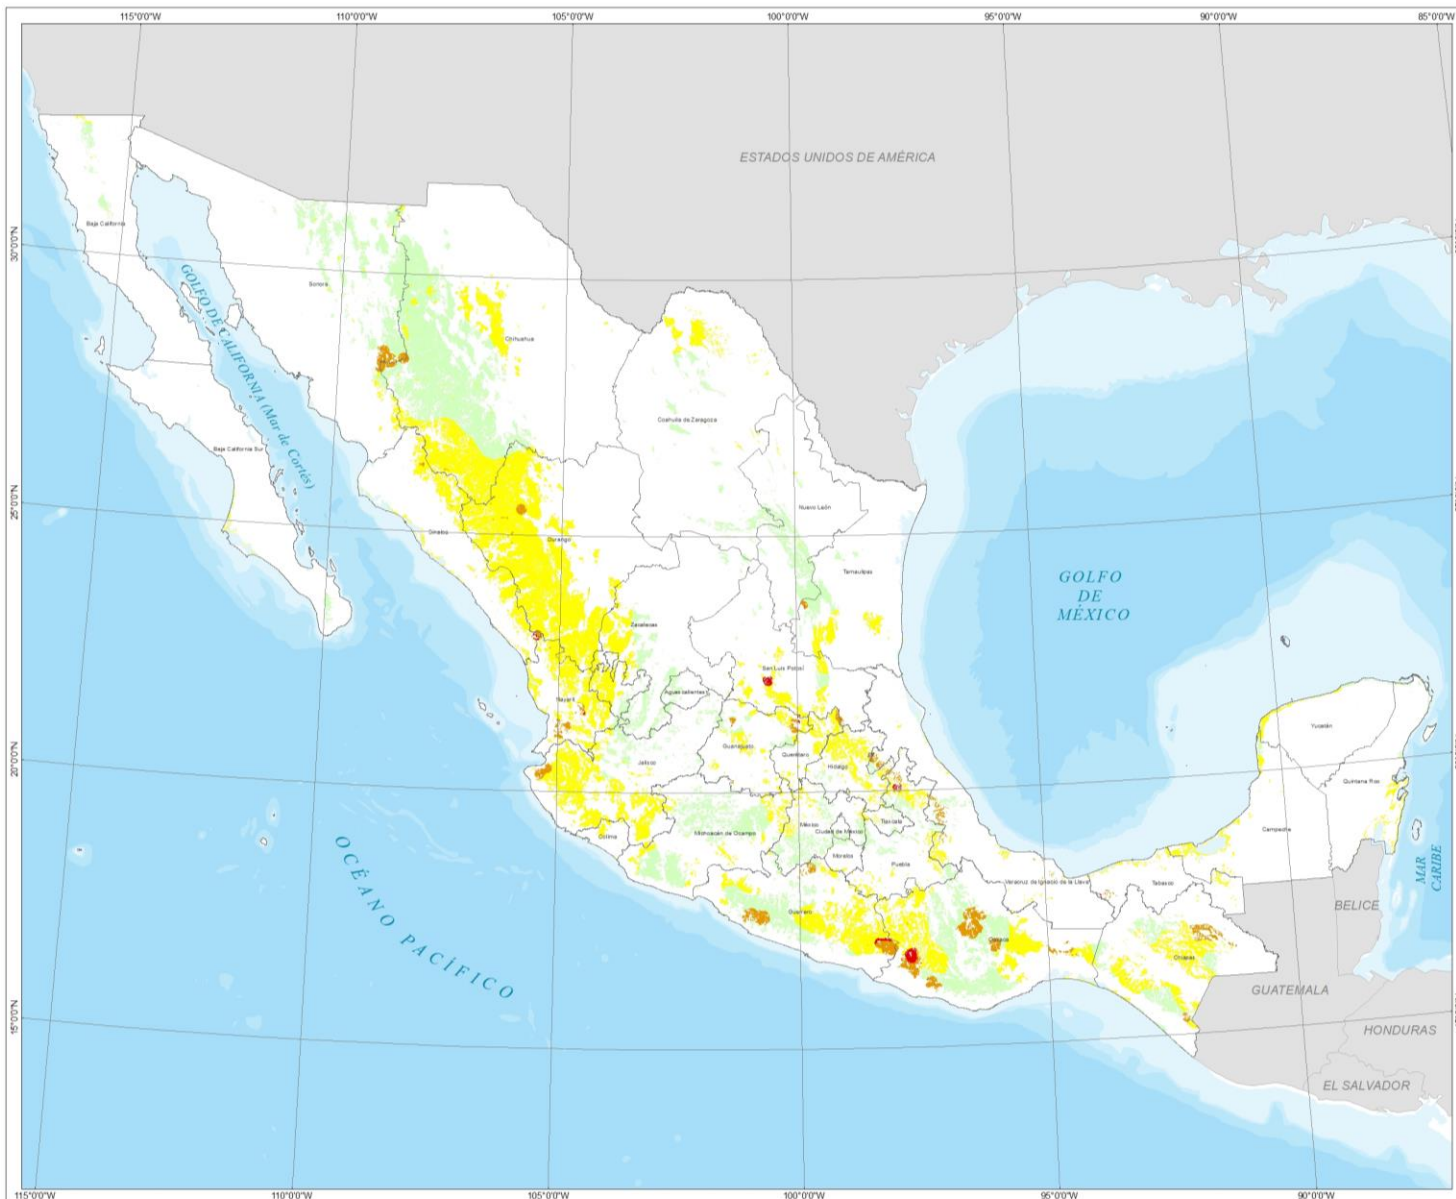 115°0'0"W
110°0'0"W
105°0'0"W
100°0'0"W
95°0'0"W
90°0'0"W
85°0'0"W
ESTADOS UNIDOS DE AMÉRICA
Baja California
30°0'0"N
Sonora
GOLFO DE CALIFORNIA (Mar de Cortés)
Chihuahua
Coahuila de Zaragoza
Baja California Sur
25°0'0"N
Nuevo León
Sinaloa
Durango
Tamaulipas
GOLFO
DE
MÉXICO
Zacatecas
San Luis Potosí
Aguascalientes
Nayarit
Yucatán
Guanajuato
Querétaro
Hidalgo
Jalisco
20°0'0"N
Quintana Roo
México
Tlaxcala
Ciudad de México
Michoacán de Ocampo
Colima
Campeche
Morelos
Puebla
Veracruz de Ignacio de la Llave
Tabasco
MAR
CARIBE
BELICE
Guerrero
Oaxaca
Chiapas
OCÉANO PACÍFICO
GUATEMALA
15°0'0"N
HONDURAS
EL SALVADOR
115°0'0"W
110°0'0"W
105°0'0"W
100°0'0"W
95°0'0"W
90°0'0"W